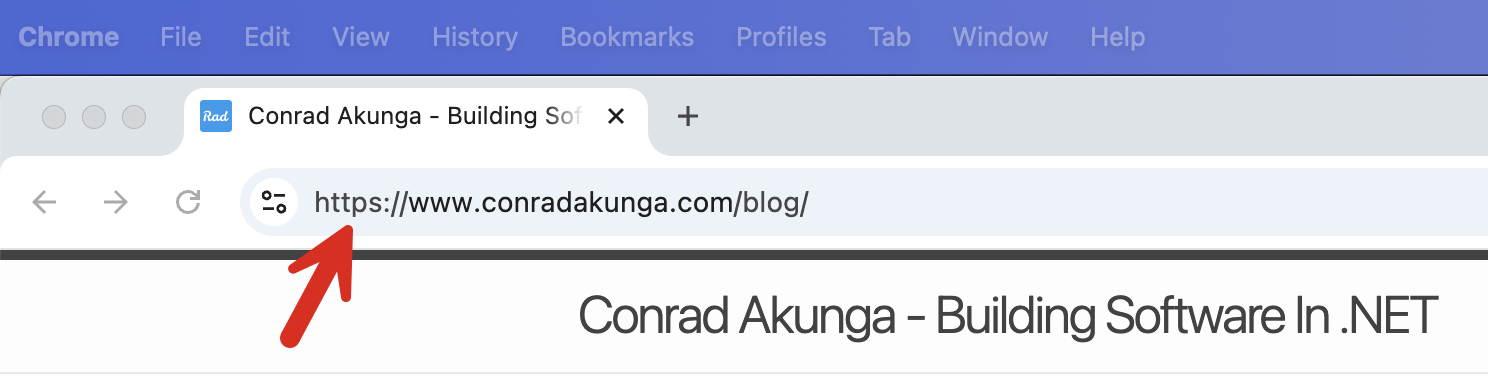 Chrome File Edit View History Bookmarks Profiles Tab Window Help
Rad Conrad Akunga - Building Sof
https://www.conradakunga.com/blog/
Conrad Akunga - Building Software In .NET